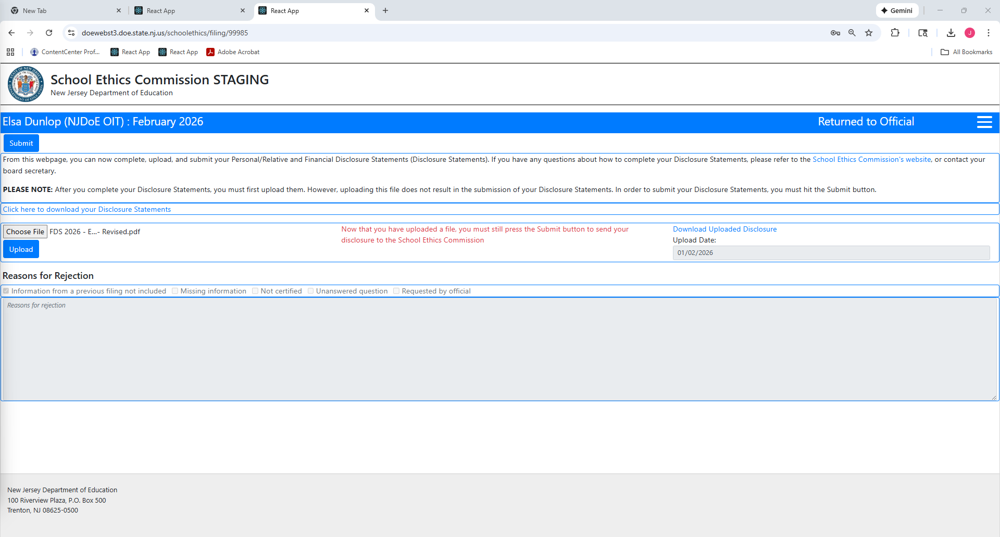 New Tab
React App
React App
Gemini
doewebst3.doe.state.nj.us/schoolethics/filing/99985
J
ContentCenter Prof...
React App
React App
Adobe Acrobat
All Bookmarks
School Ethics Commission STAGING
New Jersey Department of Education
Elsa Dunlop (NJDoE OIT) : February 2026
Returned to Official
Submit
From this webpage, you can now complete, upload, and submit your Personal/Relative and Financial Disclosure Statements (Disclosure Statements). If you have any questions about how to complete your Disclosure Statements, please refer to the School Ethics Commission's website, or contact your
board secretary.
PLEASE NOTE: After you complete your Disclosure Statements, you must first upload them. However, uploading this file does not result in the submission of your Disclosure Statements. In order to submit your Disclosure Statements, you must hit the Submit button.
Click here to download your Disclosure Statements
Choose File FDS 2026 - E...- Revised.pdf
Upload
Now that you have uploaded a file, you must still press the Submit button to send your
disclosure to the School Ethics Commission
Download Uploaded Disclosure
Upload Date:
01/02/2026
Reasons for Rejection
Information from a previous filing not included Missing information Not certified Unanswered question Requested by official
Reasons for rejection
New Jersey Department of Education
100 Riverview Plaza, P.O. Box 500
Trenton, NJ 08625-0500